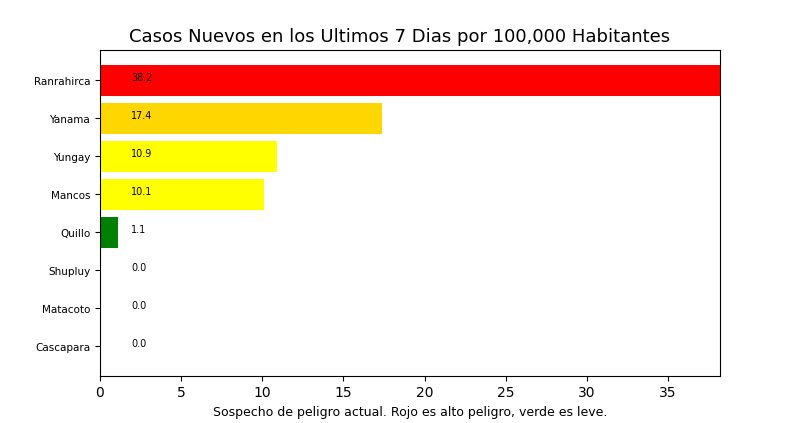 Casos Nuevos en los Ultimos 7 Dias por 100,000 Habitantes
Ranrahirca 38.2
Yanama 17.4
Yungay 10.9
Mancos 10.1
Quillo 1.1
Shupluy 0.0
Matacoto 0.0
Cascapara 0.0
0 5 10 15 20 25 30 35
Sospecho de peligro actual. Rojo es alto peligro, verde es leve.